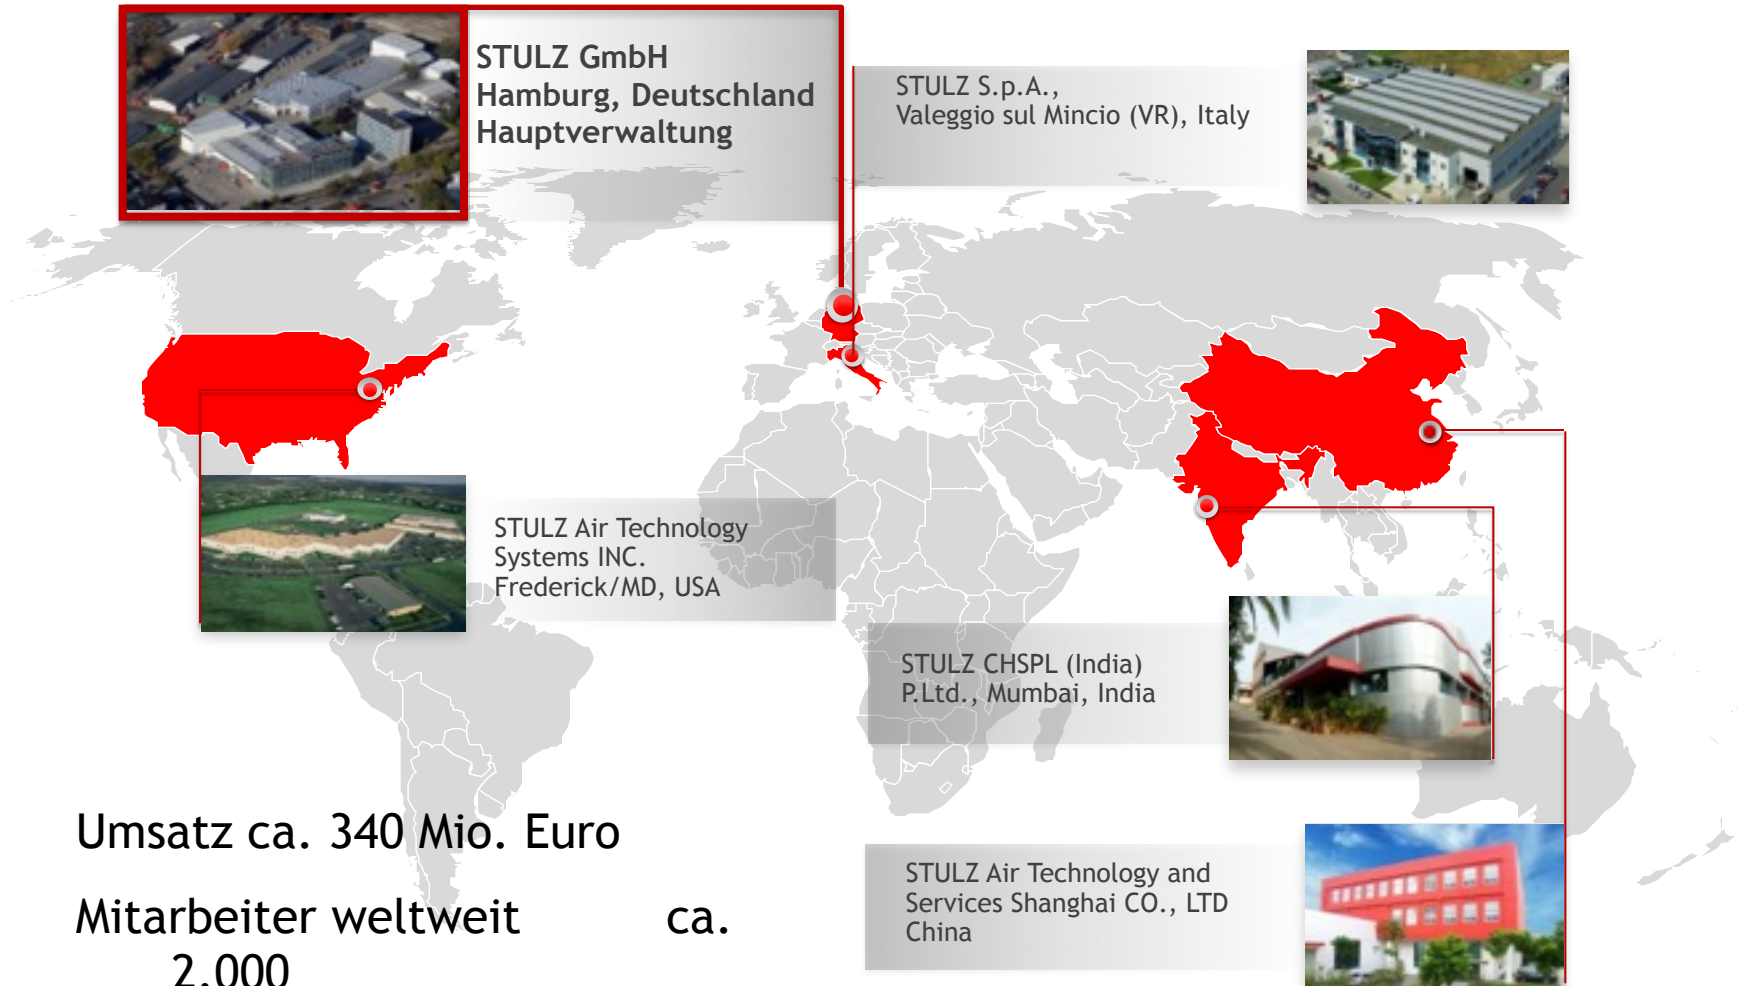 STULZ GmbH
Hamburg, Deutschland
Hauptverwaltung
STULZ S.p.A.,
Valeggio sul Mincio (VR), Italy
STULZ Air Technology
Systems INC.
Frederick/MD, USA
STULZ CHSPL (India)
P.Ltd., Mumbai, India
Umsatz ca. 340 Mio. Euro
Mitarbeiter weltweit ca.
2.000
STULZ Air Technology and
Services Shanghai CO., LTD
China